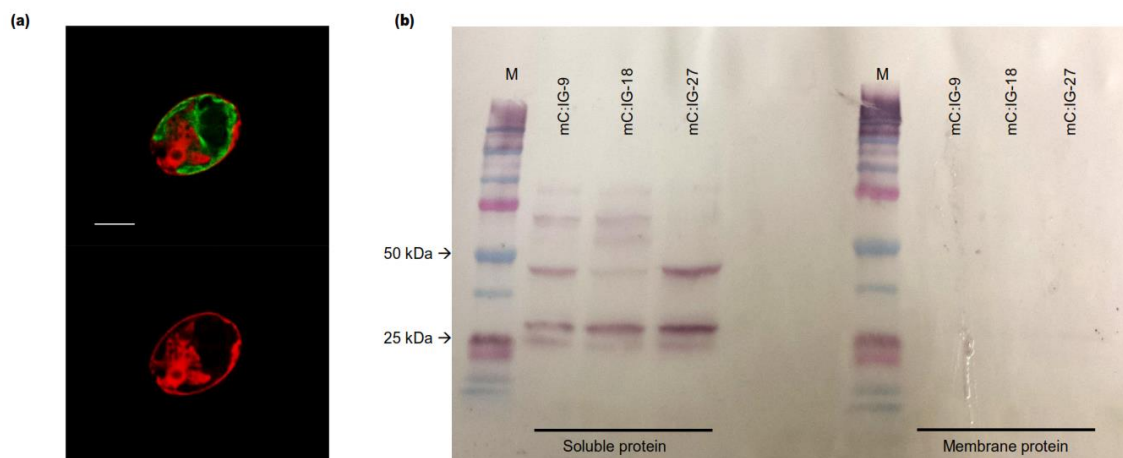 (a)
(b)
M
mC:IG-9
mC:IG-18
mC:IG-27
M
mC:IG-9
mC:IG-18
mC:IG-27
50 kDa →
25 kDa →
Soluble protein
Membrane protein